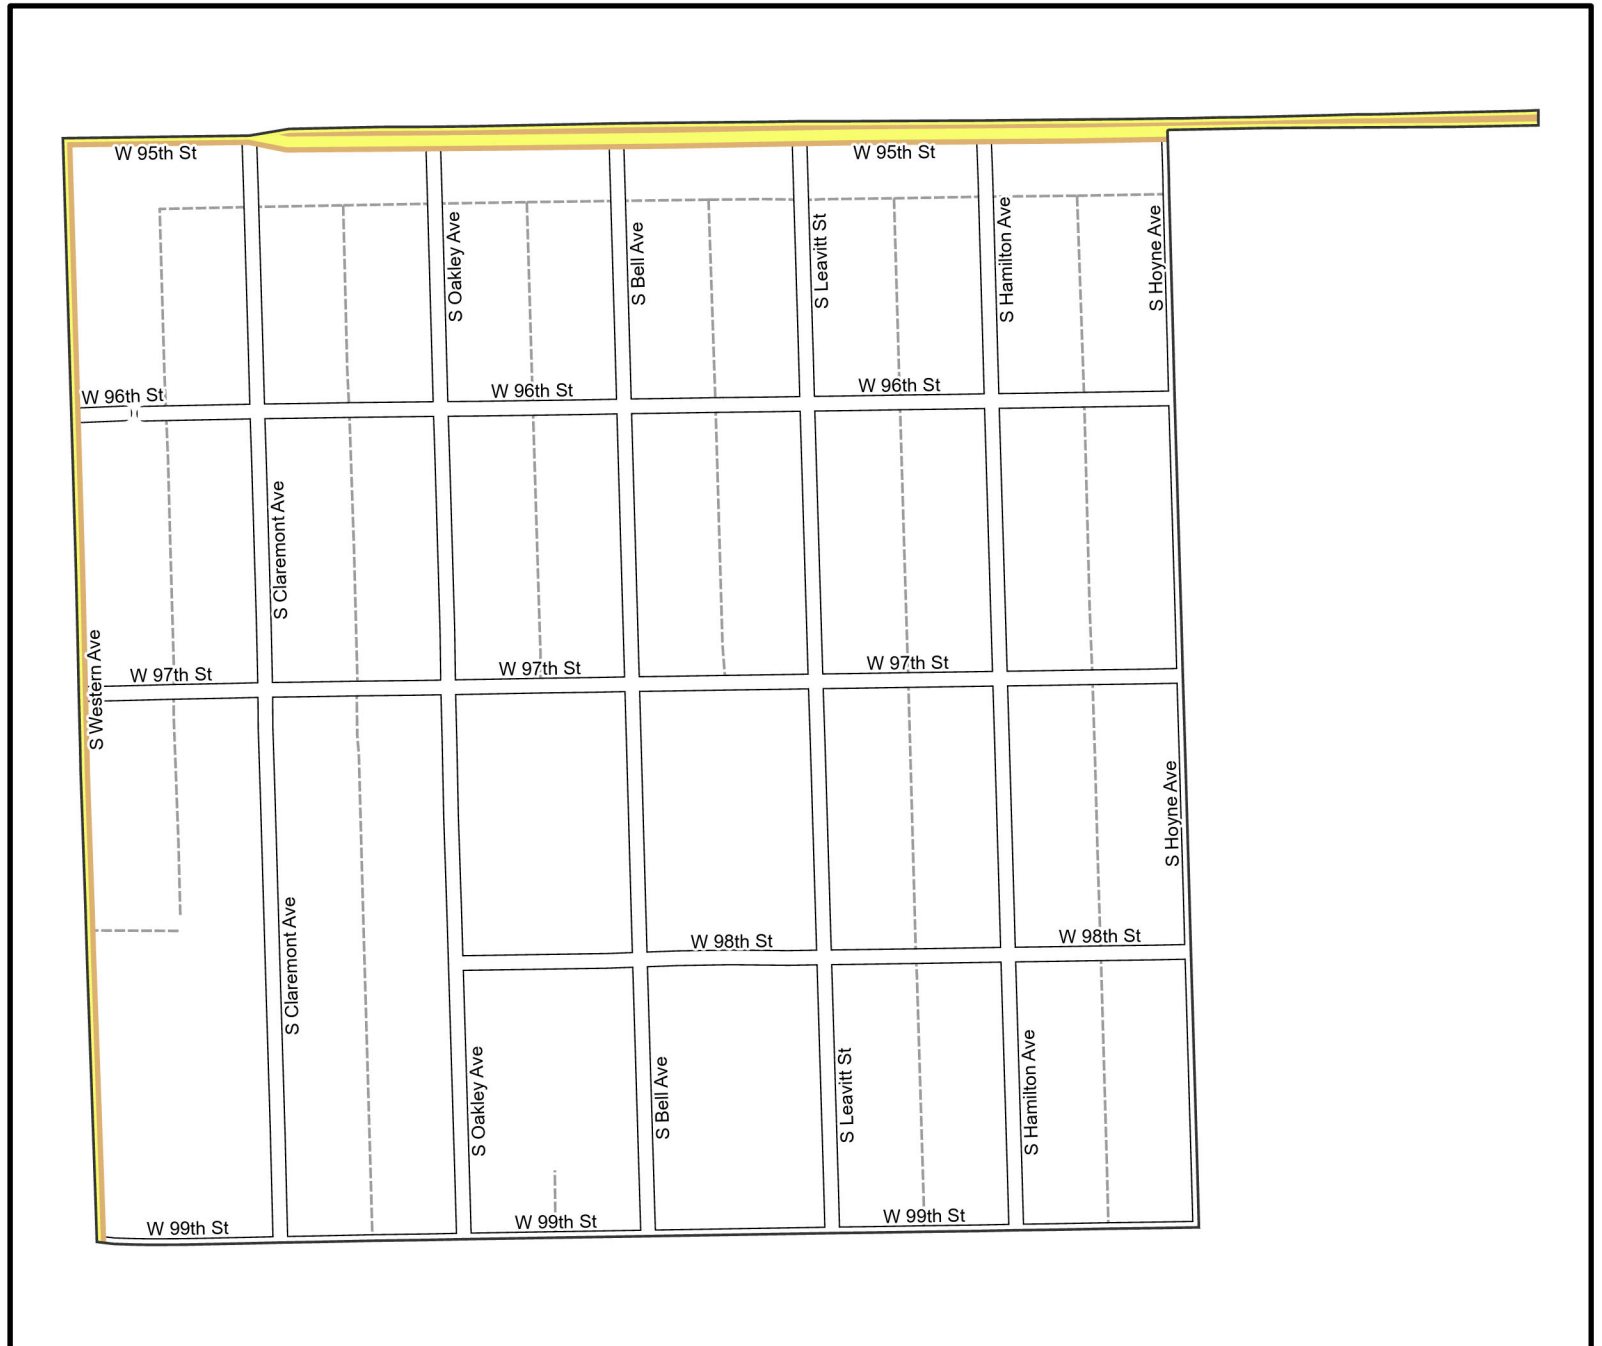 W 95th St
W 95th St
S Oakley Ave
S Bell Ave
S Leavitt St
S Hamilton Ave
S Hoyne Ave
W 96th St
W 96th St
W 96th St
S Claremont Ave
S Western Ave
W 97th St
W 97th St
W 97th St
S Hoyne Ave
S Claremont Ave
W 98th St
W 98th St
S Oakley Ave
S Bell Ave
S Leavitt St
S Hamilton Ave
W 99th St
W 99th St
W 99th St